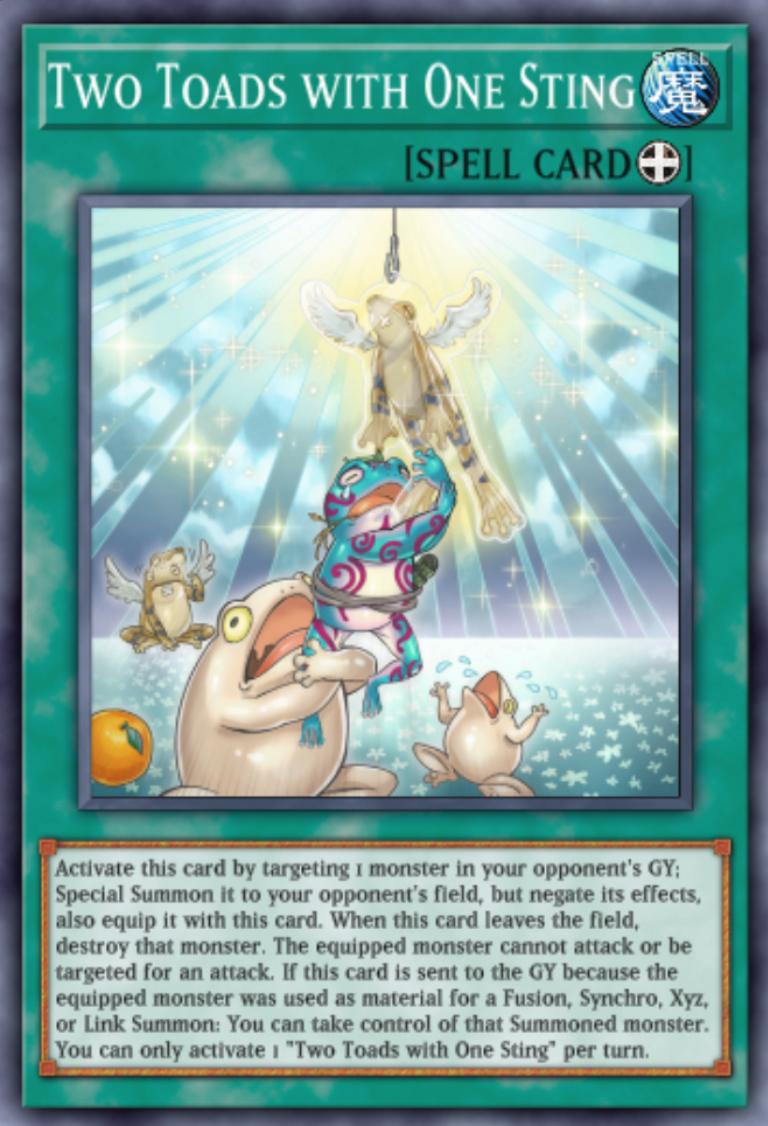 TWO TOADS WITH ONE STING
SPELL
魔
[SPELL CARD]
Activate this card by targeting 1 monster in your opponent's GY;
Special Summon it to your opponent's field, but negate its effects,
also equip it with this card. When this card leaves the field,
destroy that monster. The equipped monster cannot attack or be
targeted for an attack. If this card is sent to the GY because the
equipped monster was used as material for a Fusion, Synchro, Xyz,
or Link Summon: You can take control of that Summoned monster.
You can only activate 1 "Two Toads with One Sting" per turn.